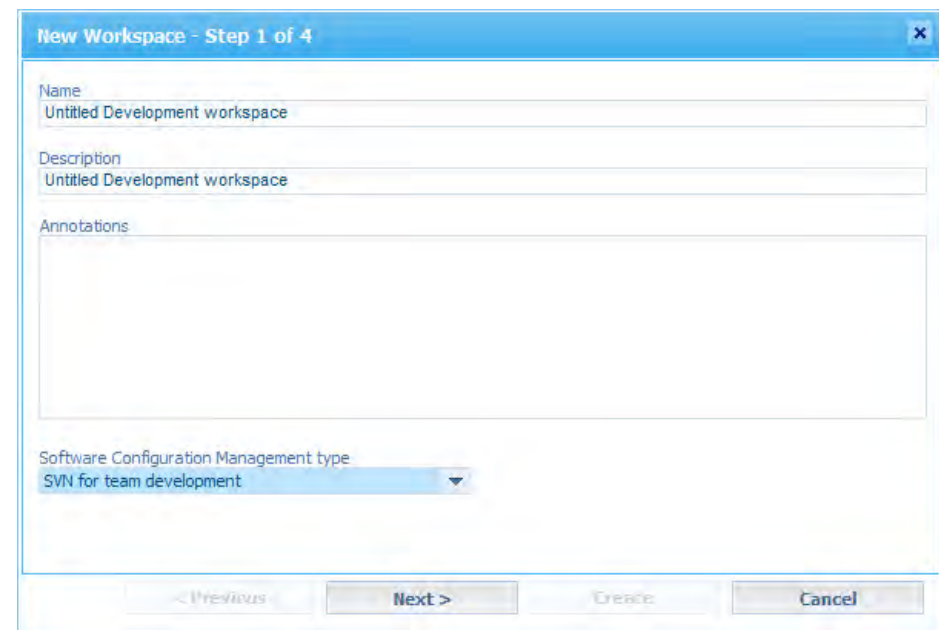 New Workspace - Step 1 of 4
Name
Untitled Development workspace
Description
Untitled Development workspace
Annotations
Software Configuration Management type
SVN for team development
< Previous
Next >
Create
Cancel